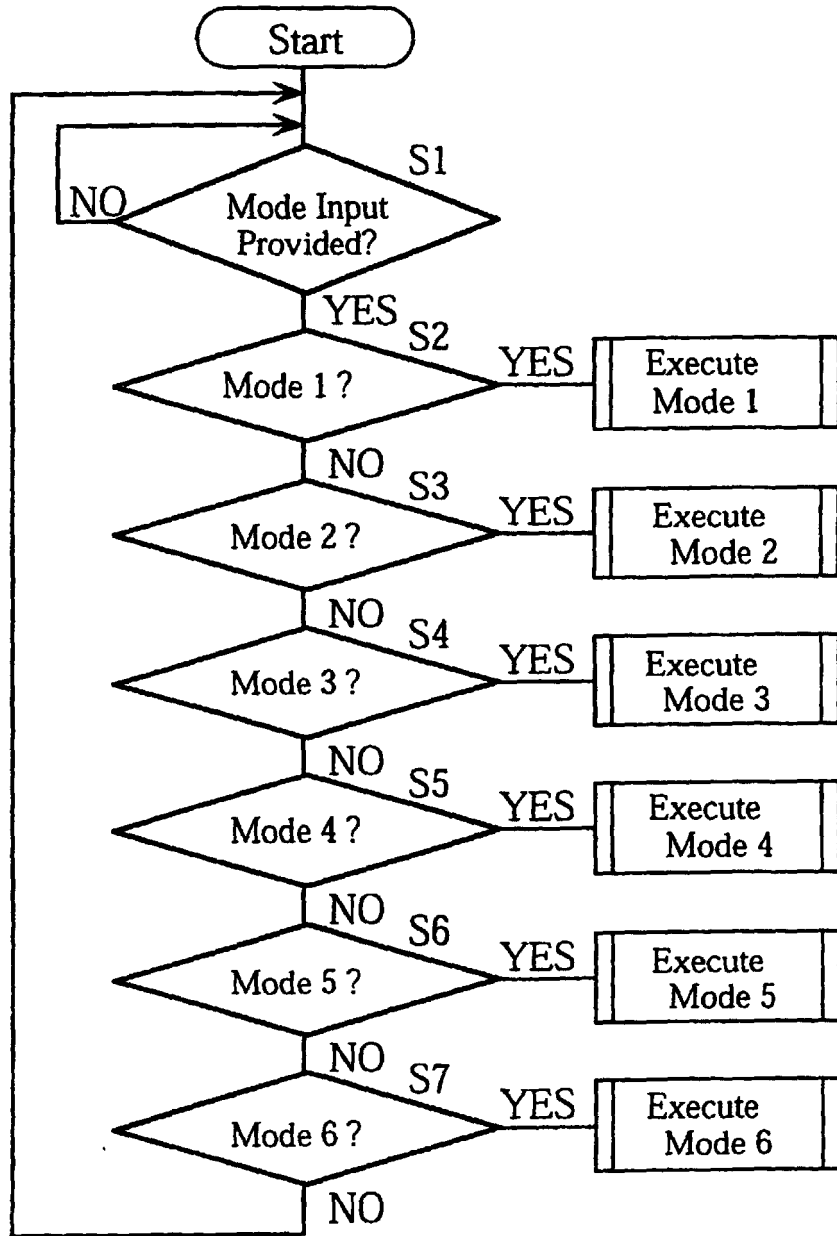 Start
S1
NO
Mode Input
Provided?
YES
S2
Mode 1 ?
YES
Execute
Mode 1
NO
S3
Mode 2 ?
YES
Execute
Mode 2
NO
S4
Mode 3 ?
YES
Execute
Mode 3
NO
S5
Mode 4 ?
YES
Execute
Mode 4
NO
S6
Mode 5 ?
YES
Execute
Mode 5
NO
S7
Mode 6 ?
YES
Execute
Mode 6
NO